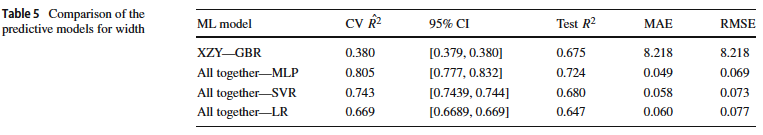 Table 5 Comparison of the
predictive models for width
ML model CV R̂² 95% CI Test R² MAE RMSE
XZY—GBR 0.380 [0.379, 0.380] 0.675 8.218 8.218
All together—MLP 0.805 [0.777, 0.832] 0.724 0.049 0.069
All together—SVR 0.743 [0.7439, 0.744] 0.680 0.058 0.073
All together—LR 0.669 [0.6689, 0.669] 0.647 0.060 0.077